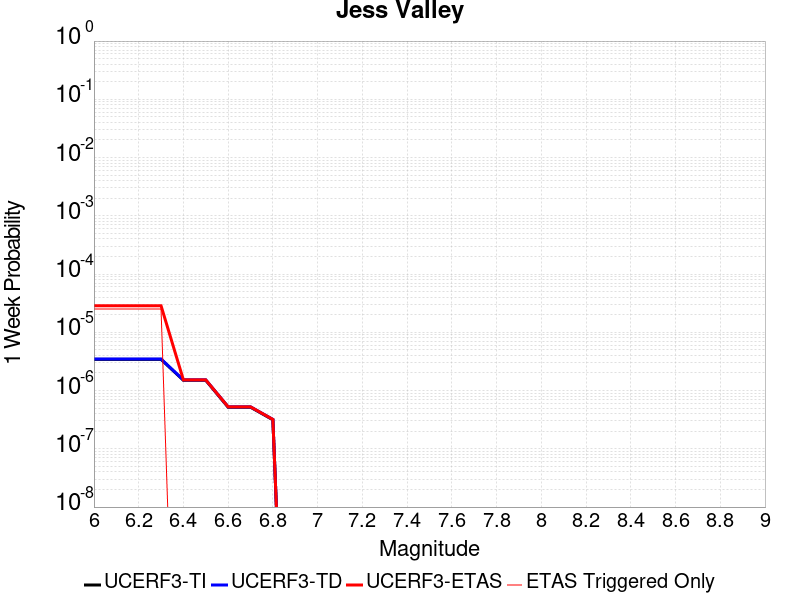 Jess Valley
10 0
10 -1
10 -2
10 -3
10 -4
10 -5
10 -6
10 -7
10 -8
1 Week Probability
6 6.2 6.4 6.6 6.8 7 7.2 7.4 7.6 7.8 8 8.2 8.4 8.6 8.8 9
Magnitude
UCERF3-TI UCERF3-TD UCERF3-ETAS ETAS Triggered Only